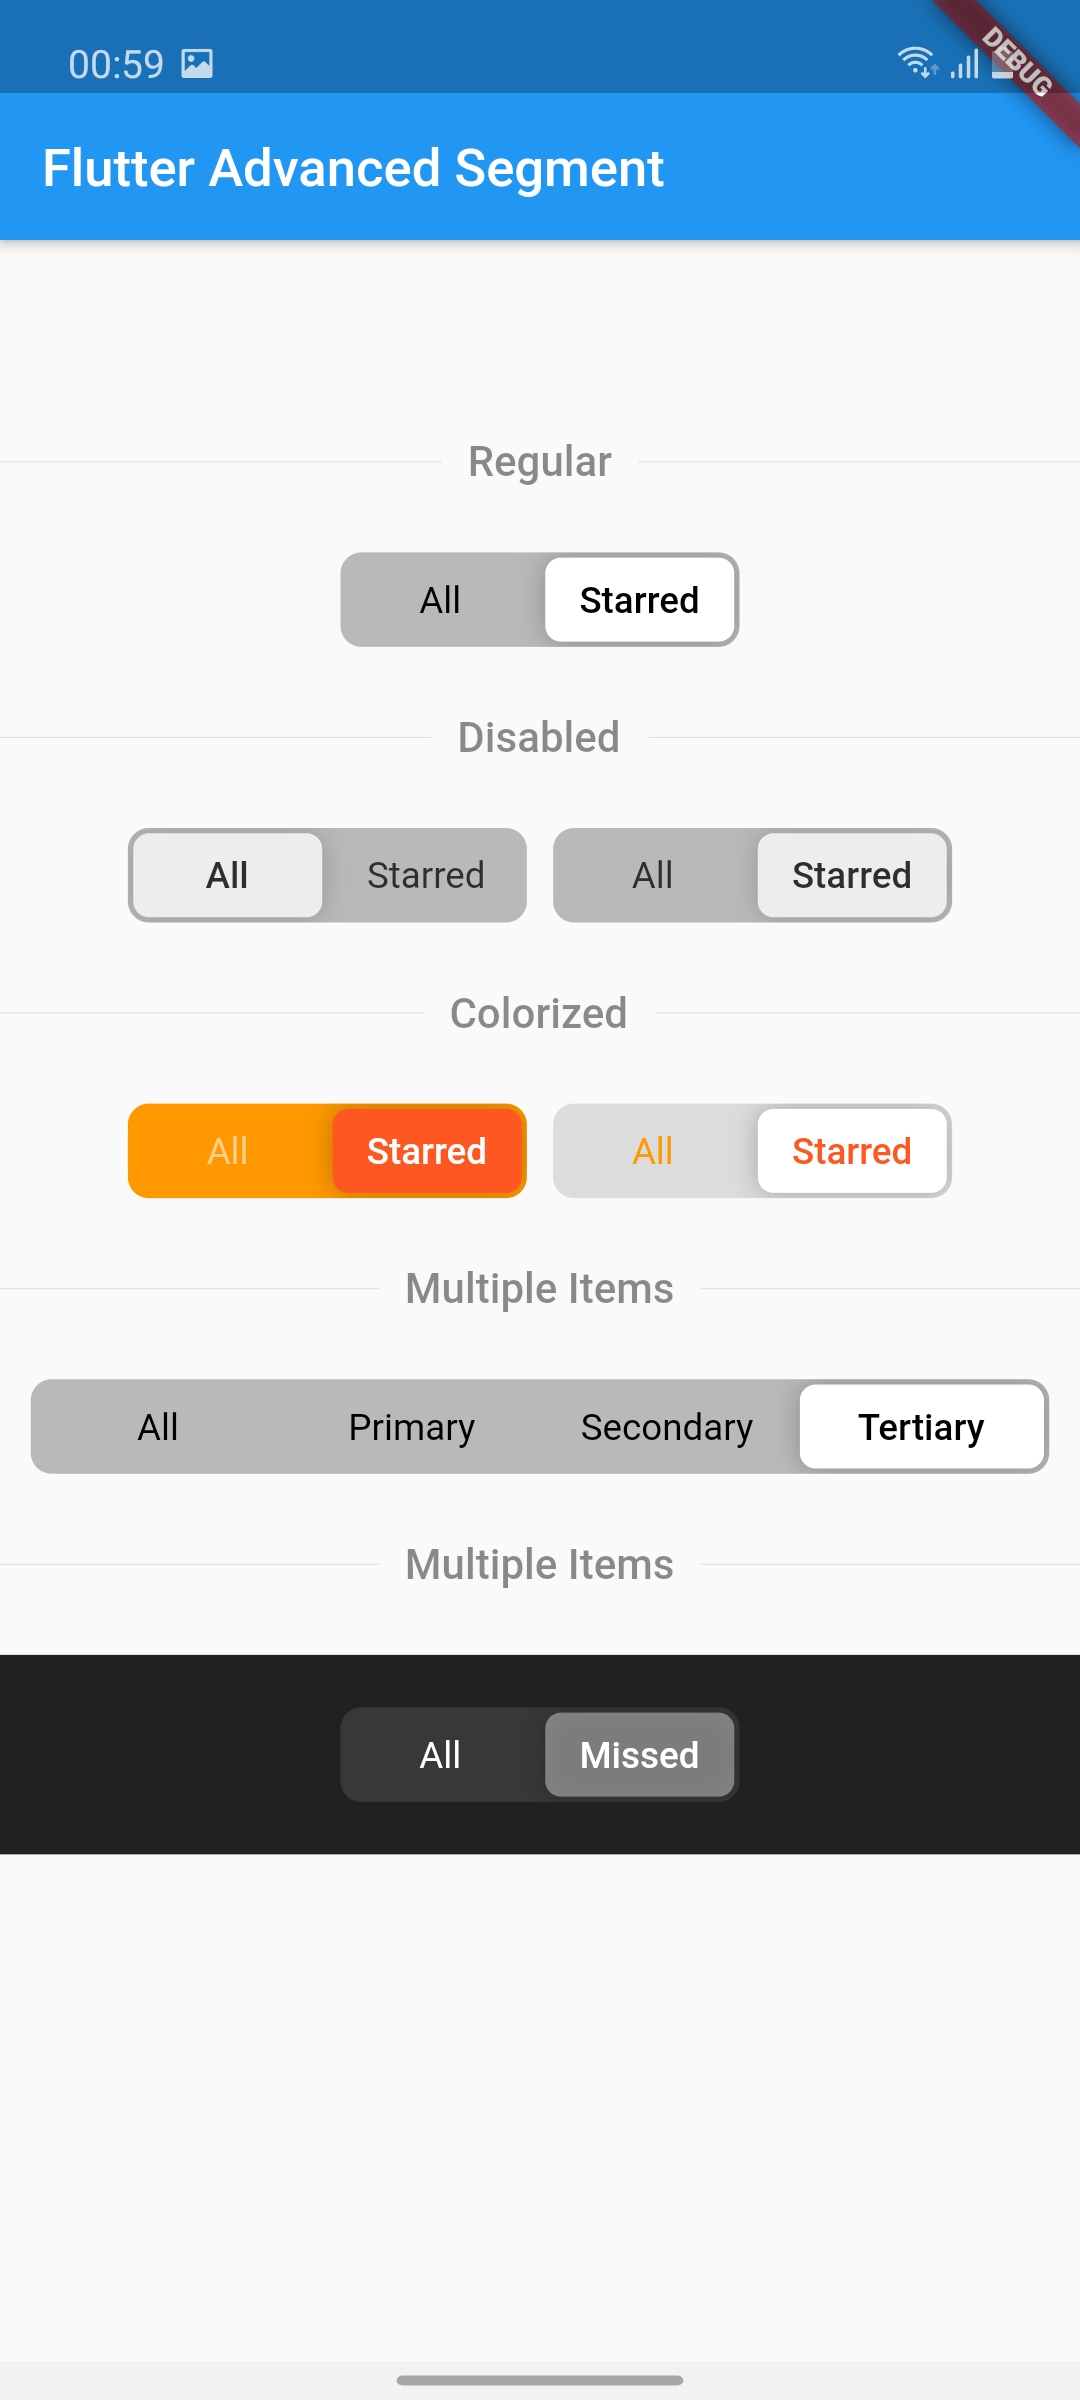 00:59
DEBUG
Flutter Advanced Segment
Regular
All Starred
Disabled
All Starred All Starred
Colorized
All Starred All Starred
Multiple Items
All Primary Secondary Tertiary
Multiple Items
All Missed